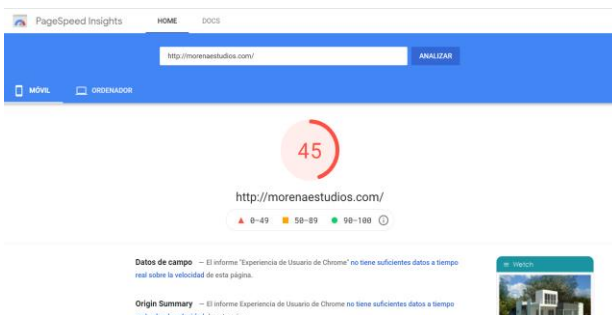 PageSpeed Insights HOME DOCS
http://morenaestudios.com/ ANALIZAR
MÓVIL ORDENADOR
45
http://morenaestudios.com/
0-49 50-89 90-100
Datos de campo — El informe "Experiencia de Usuario de Chrome" no tiene suficientes datos a tiempo
real sobre la velocidad de esta página.
Origin Summary — El informe Experiencia de Usuario de Chrome no tiene suficientes datos a tiempo